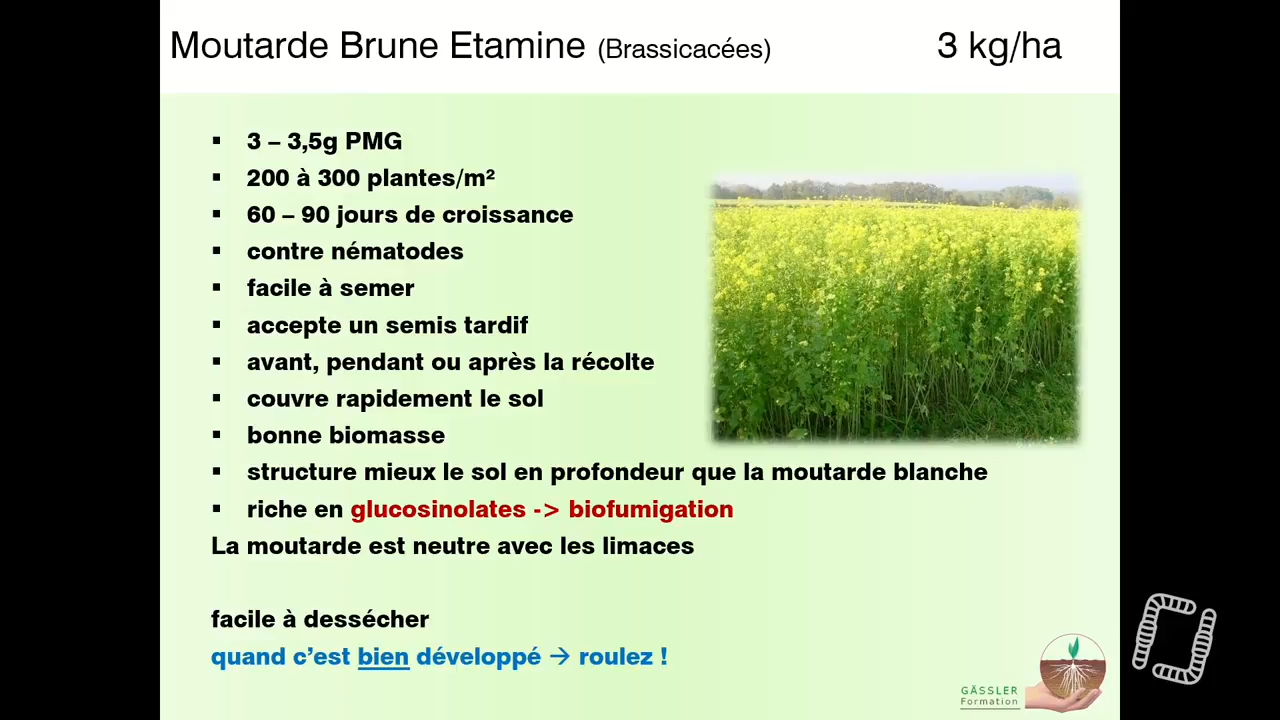 Moutarde Brune Etamine (Brassicacées) 3 kg/ha
▪ 3 – 3,5g PMG
▪ 200 à 300 plantes/m²
▪ 60 – 90 jours de croissance
▪ contre nématodes
▪ facile à semer
▪ accepte un semis tardif
▪ avant, pendant ou après la récolte
▪ couvre rapidement le sol
▪ bonne biomasse
▪ structure mieux le sol en profondeur que la moutarde blanche
▪ riche en glucosinolates -> biofumigation
La moutarde est neutre avec les limaces
facile à dessécher
quand c’est bien développé → roulez !
GÄSSLER
Formation